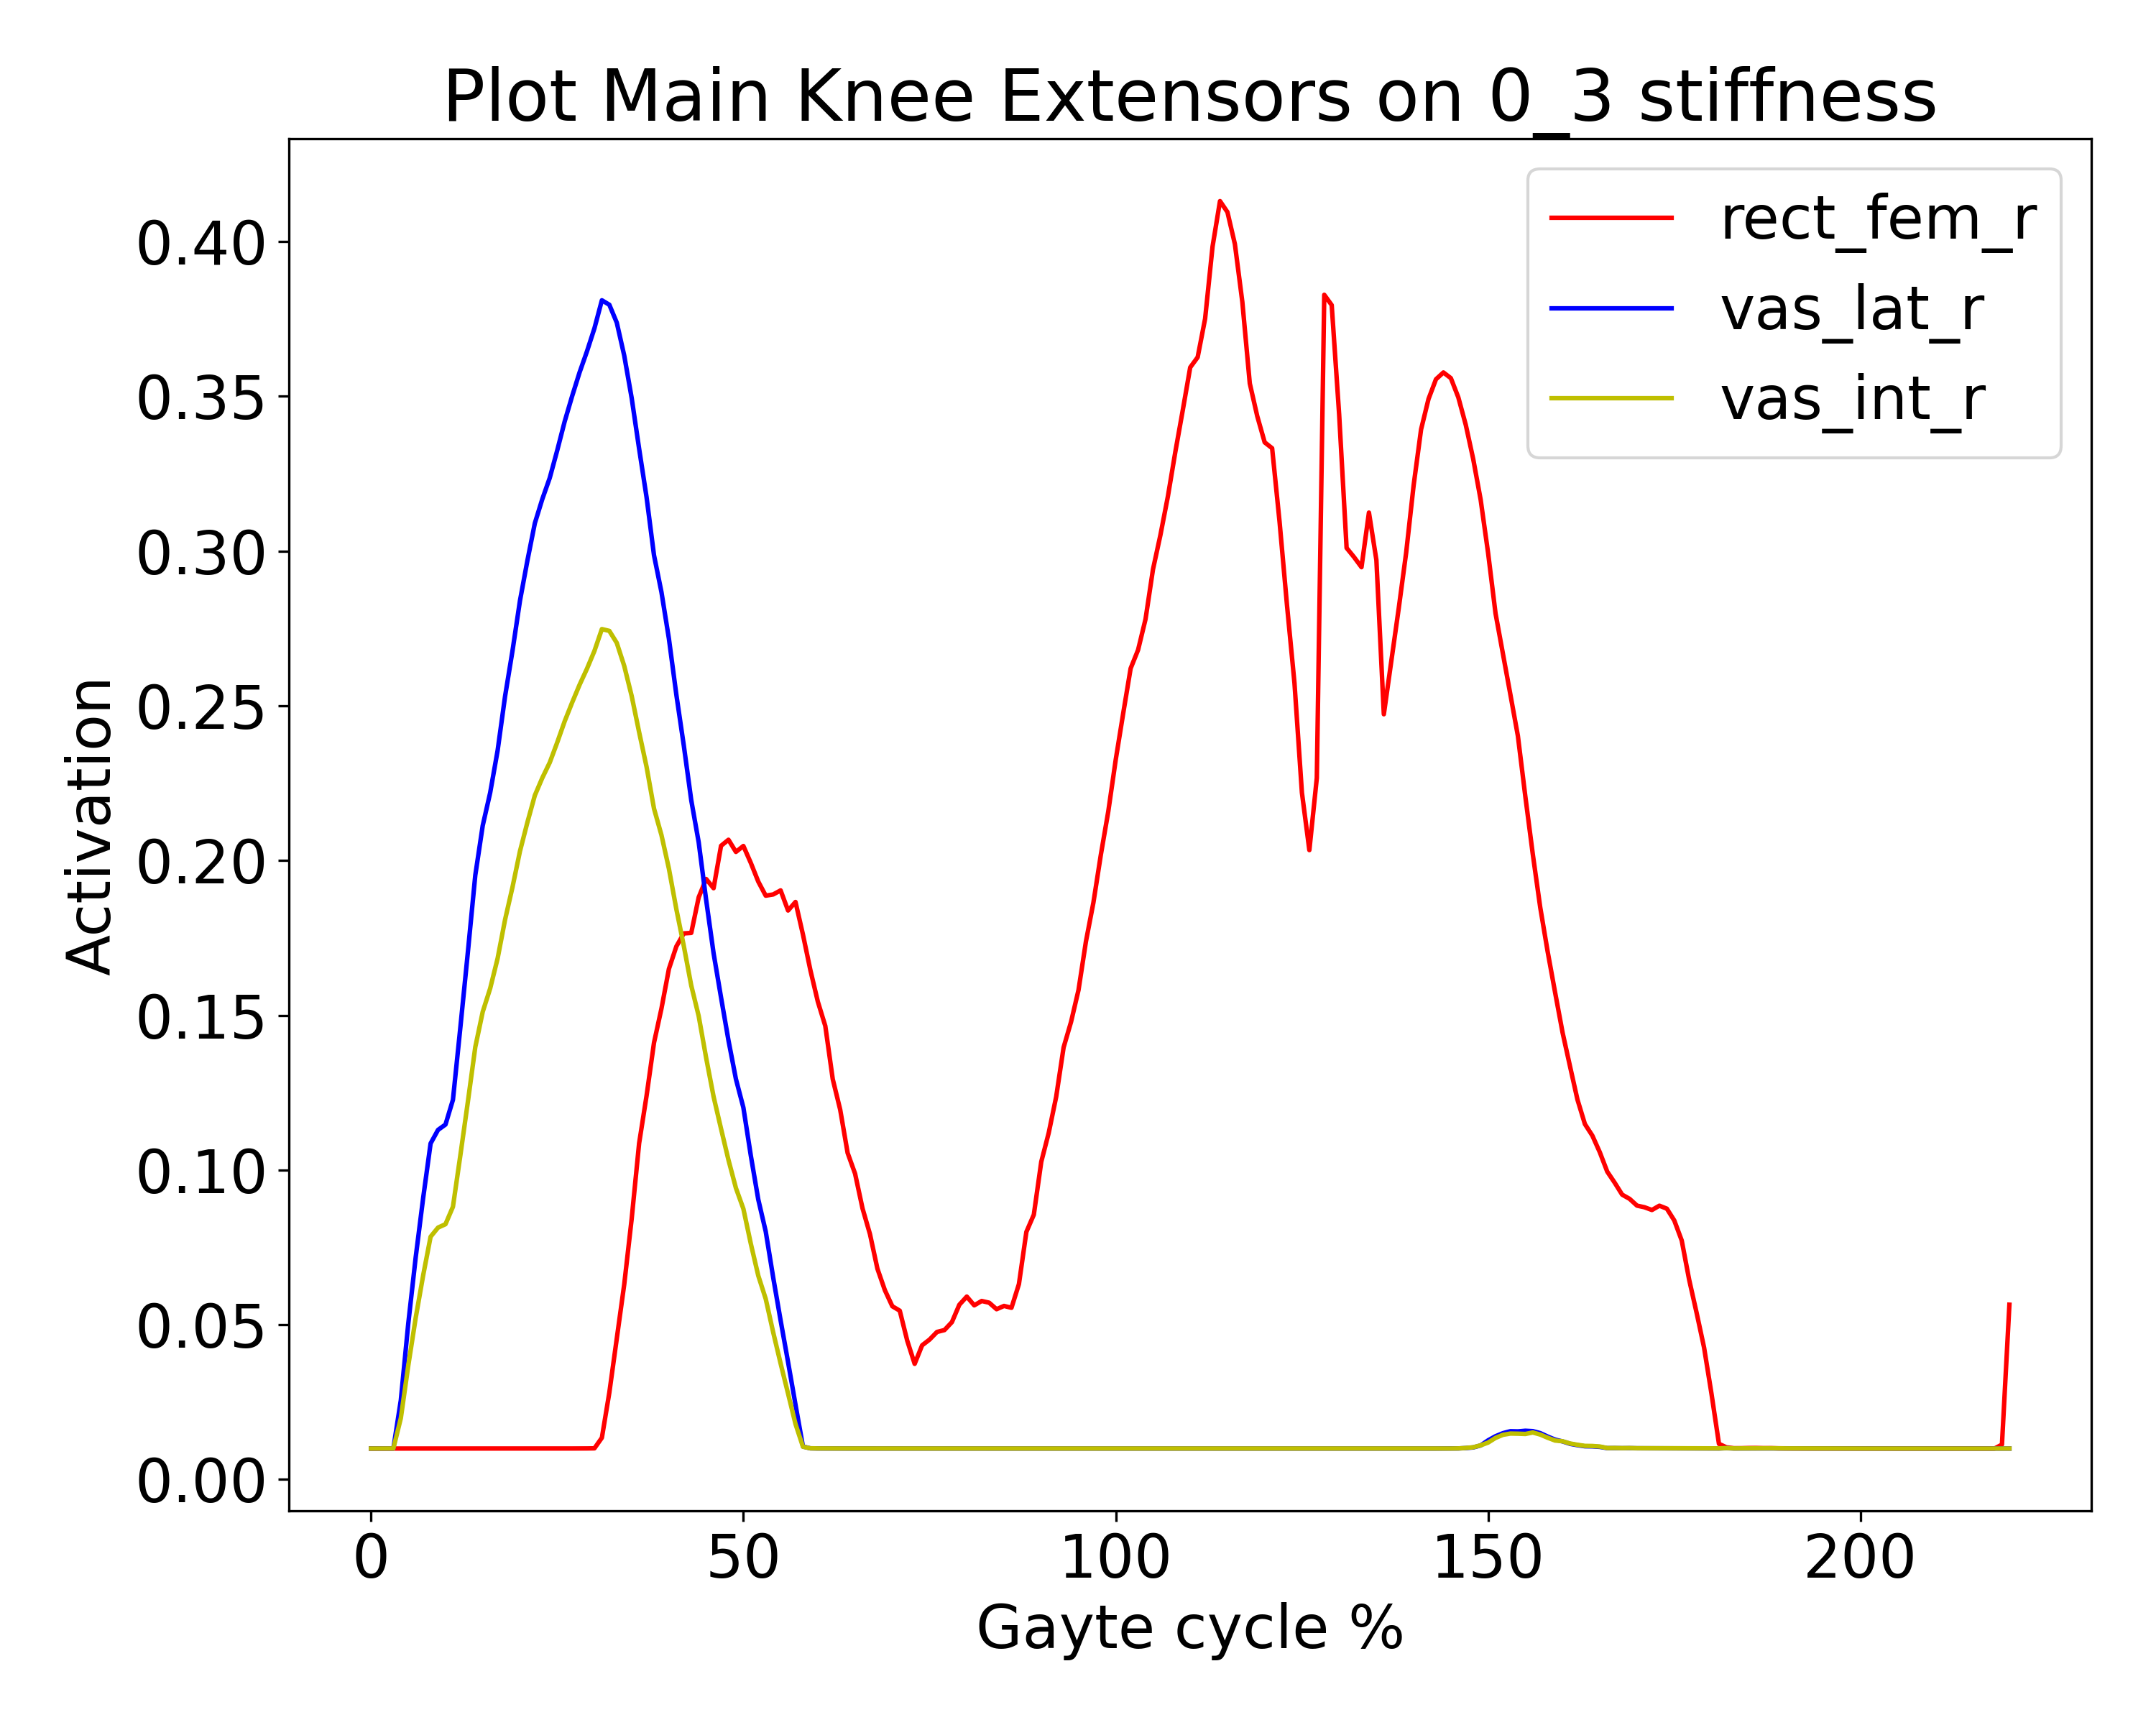 Plot Main Knee Extensors on 0_3 stiffness
rect_fem_r
vas_lat_r
vas_int_r
0.40
0.35
0.30
0.25
0.20
0.15
0.10
0.05
0.00
Activation
0 50 100 150 200
Gayte cycle %